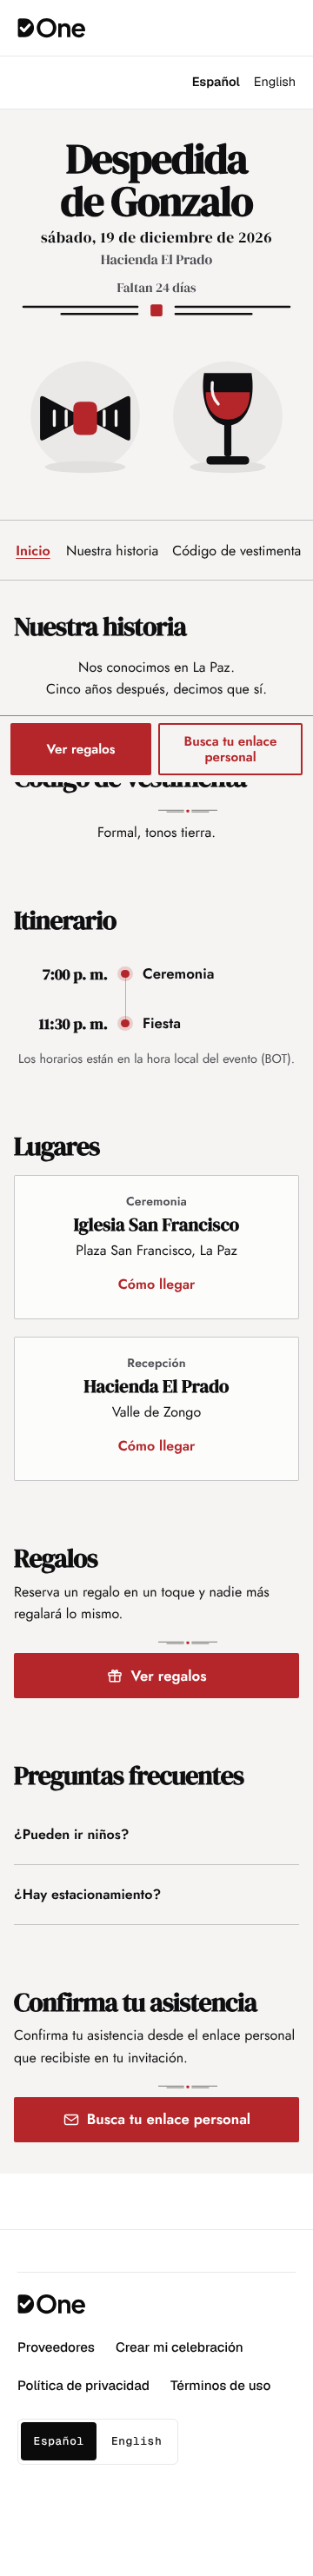 One
Español English
Despedida
de Gonzalo
sábado, 19 de diciembre de 2026
Hacienda El Prado
Faltan 24 días
Inicio Nuestra historia Código de vestimenta
Nuestra historia
Nos conocimos en La Paz.
Cinco años después, decimos que sí.
Ver regalos
Busca tu enlace
personal
Código de vestimenta
Formal, tonos tierra.
Itinerario
7:00 p. m. Ceremonia
11:30 p. m. Fiesta
Los horarios están en la hora local del evento (BOT).
Lugares
Ceremonia
Iglesia San Francisco
Plaza San Francisco, La Paz
Cómo llegar
Recepción
Hacienda El Prado
Valle de Zongo
Cómo llegar
Regalos
Reserva un regalo en un toque y nadie más
regalará lo mismo.
Ver regalos
Preguntas frecuentes
¿Pueden ir niños?
¿Hay estacionamiento?
Confirma tu asistencia
Confirma tu asistencia desde el enlace personal
que recibiste en tu invitación.
Busca tu enlace personal
One
Proveedores Crear mi celebración
Política de privacidad Términos de uso
Español English